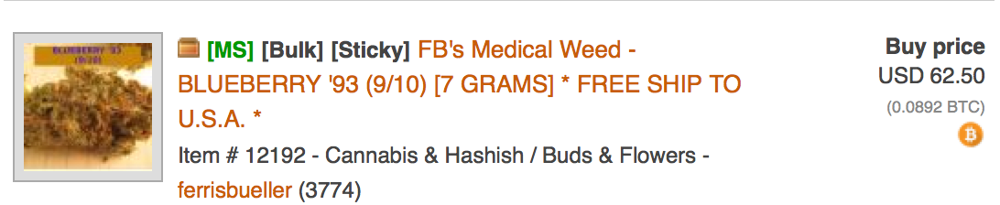 BLUEBERRY '93
(9/10)
[MS] [Bulk] [Sticky] FB's Medical Weed -
BLUEBERRY '93 (9/10) [7 GRAMS] * FREE SHIP TO
U.S.A. *
Item # 12192 - Cannabis & Hashish / Buds & Flowers -
ferrisbueller (3774)
Buy price
USD 62.50
(0.0892 BTC)